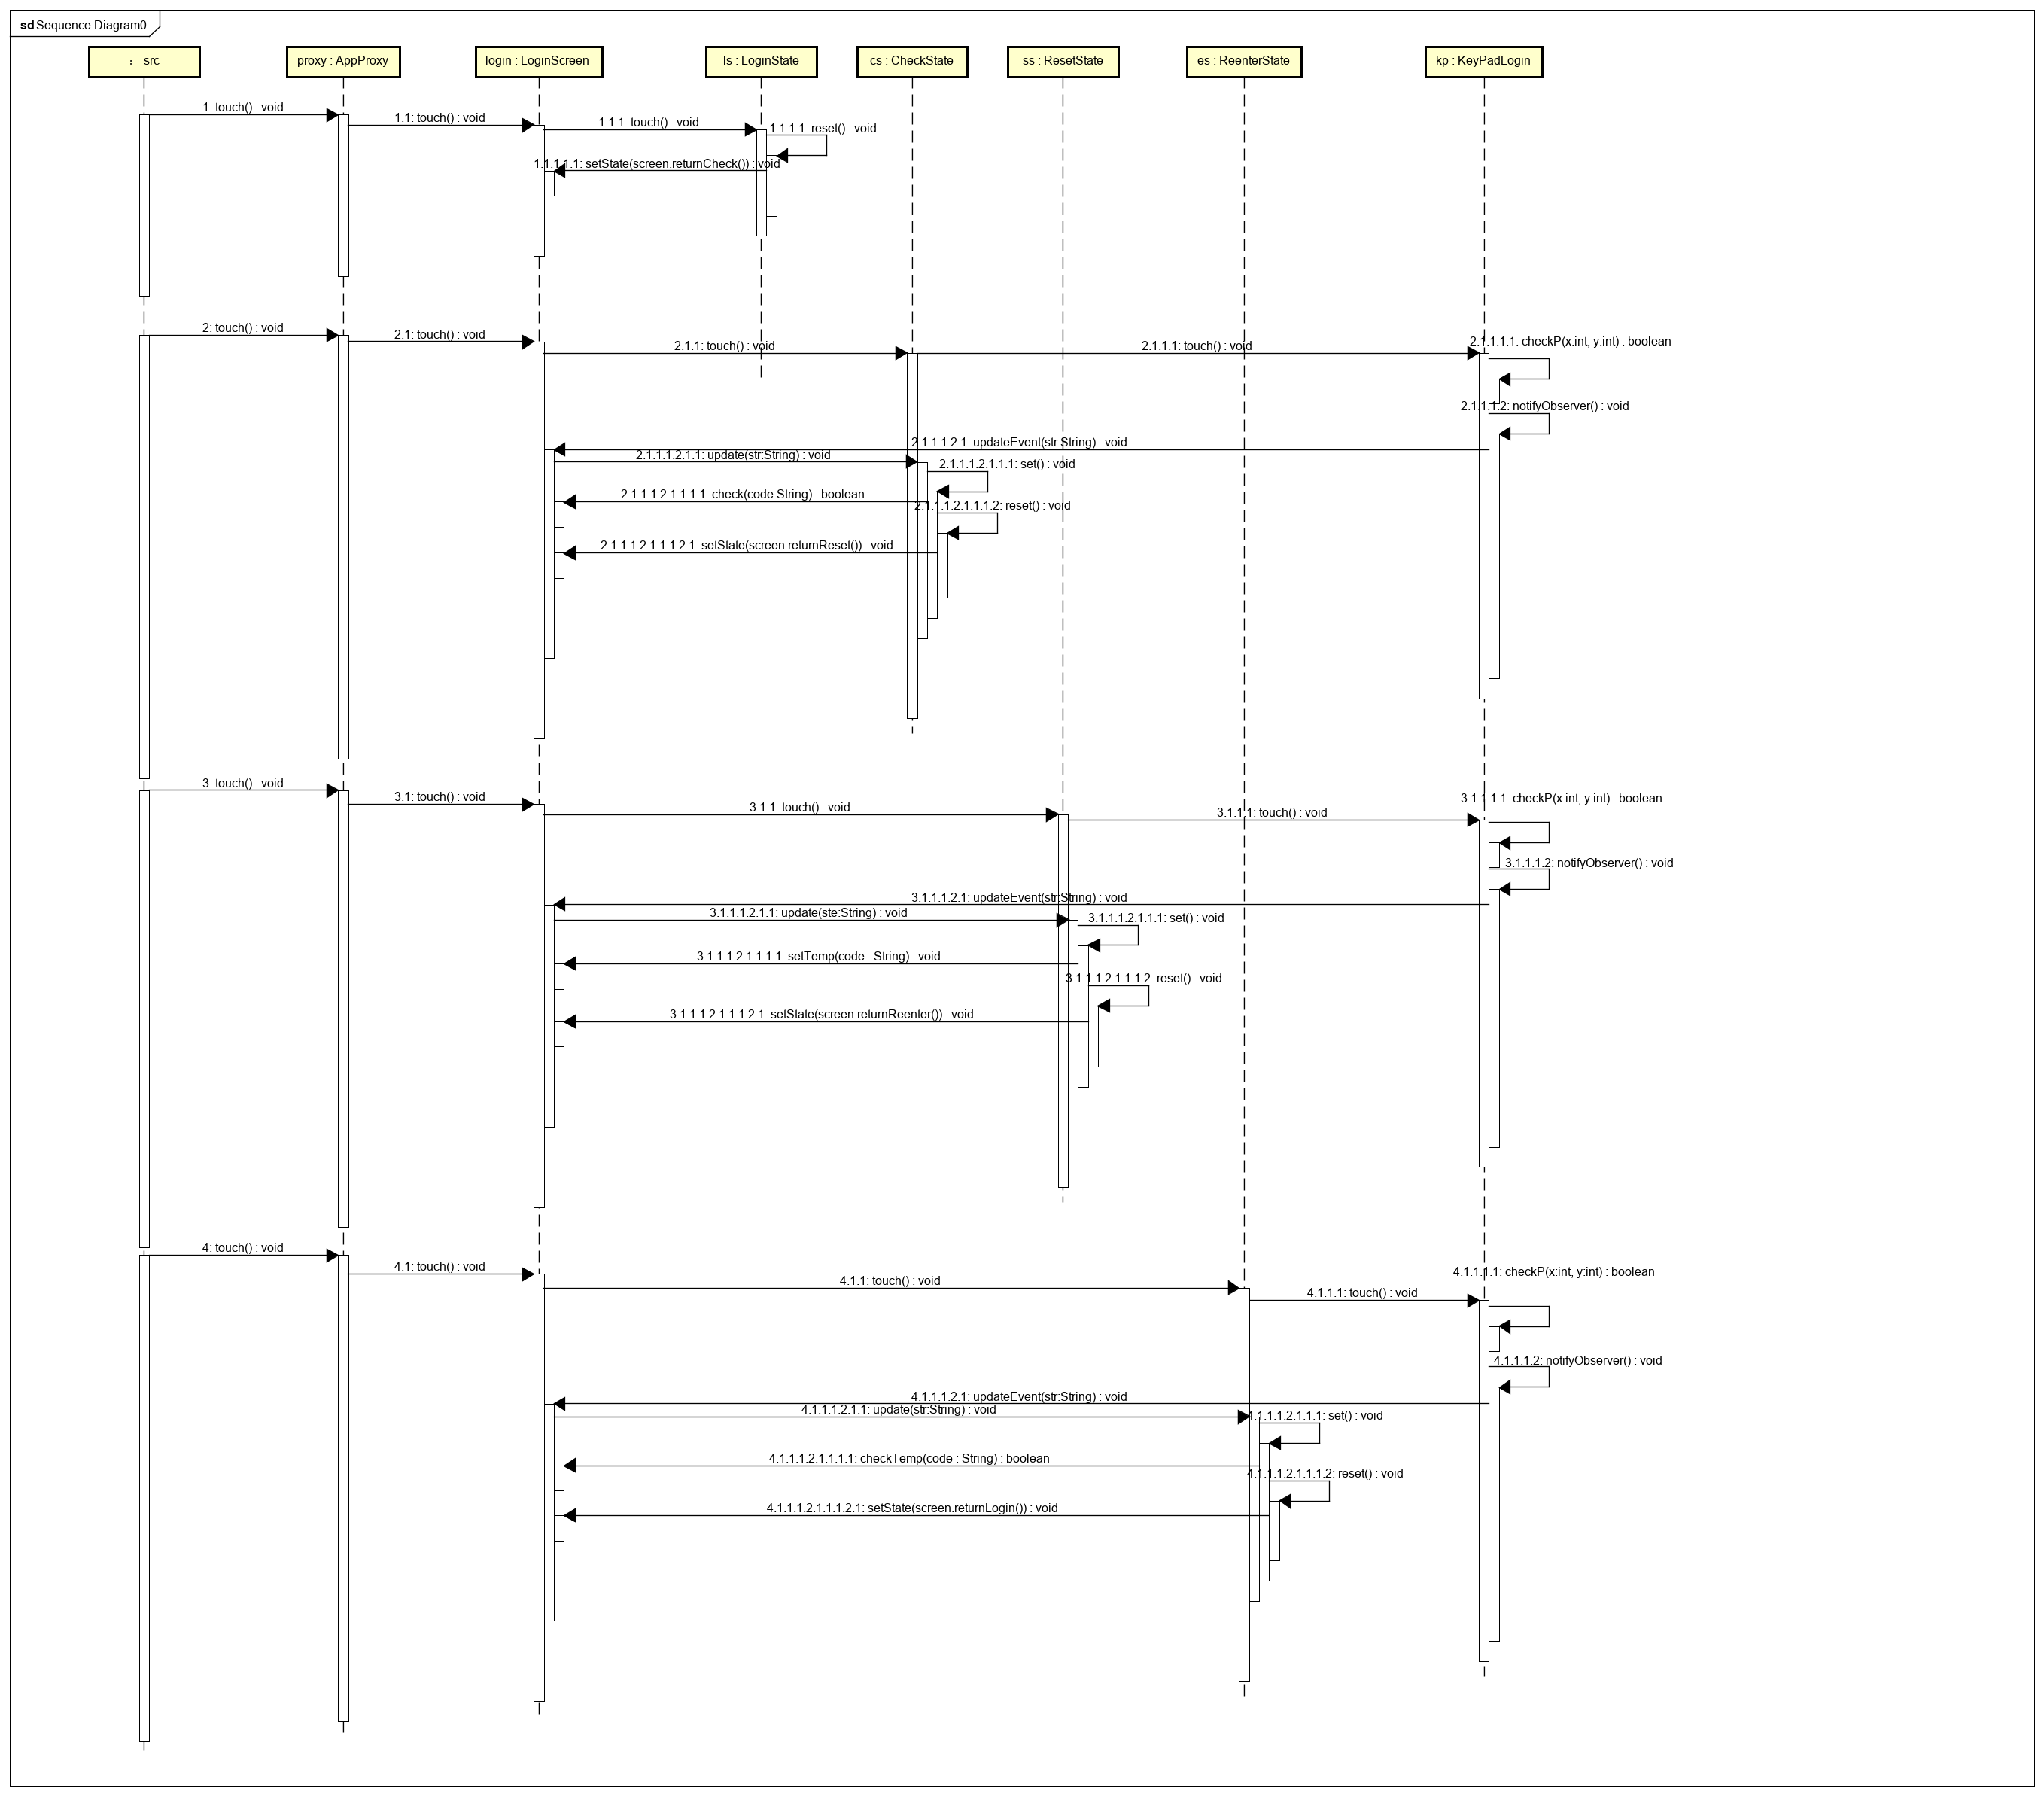 sd Sequence Diagram0
: src
proxy : AppProxy
login : LoginScreen
ls : LoginState
cs : CheckState
ss : ResetState
es : ReenterState
kp : KeyPadLogin
1: touch() : void
1.1: touch() : void
1.1.1: touch() : void
1.1.1.1: reset() : void
1.1.1.1.1: setState(screen.returnCheck()) : void
2: touch() : void
2.1: touch() : void
2.1.1: touch() : void
2.1.1.1: touch() : void
2.1.1.1.1: checkP(x:int, y:int) : boolean
2.1.1.1.2: notifyObserver() : void
2.1.1.1.2.1: updateEvent(str:String) : void
2.1.1.1.2.1.1: update(str:String) : void
2.1.1.1.2.1.1.1: set() : void
2.1.1.1.2.1.1.1.1: check(code:String) : boolean
2.1.1.1.2.1.1.1.2: reset() : void
2.1.1.1.2.1.1.1.2.1: setState(screen.returnReset()) : void
3: touch() : void
3.1: touch() : void
3.1.1: touch() : void
3.1.1.1: touch() : void
3.1.1.1.1: checkP(x:int, y:int) : boolean
3.1.1.1.2: notifyObserver() : void
3.1.1.1.2.1: updateEvent(str:String) : void
3.1.1.1.2.1.1: update(ste:String) : void
3.1.1.1.2.1.1.1: set() : void
3.1.1.1.2.1.1.1.1: setTemp(code : String) : void
3.1.1.1.2.1.1.1.2: reset() : void
3.1.1.1.2.1.1.1.2.1: setState(screen.returnReenter()) : void
4: touch() : void
4.1: touch() : void
4.1.1: touch() : void
4.1.1.1: touch() : void
4.1.1.1.1: checkP(x:int, y:int) : boolean
4.1.1.1.2: notifyObserver() : void
4.1.1.1.2.1: updateEvent(str:String) : void
4.1.1.1.2.1.1: update(str:String) : void
4.1.1.1.2.1.1.1: set() : void
4.1.1.1.2.1.1.1.1: checkTemp(code : String) : boolean
4.1.1.1.2.1.1.1.2: reset() : void
4.1.1.1.2.1.1.1.2.1: setState(screen.returnLogin()) : void